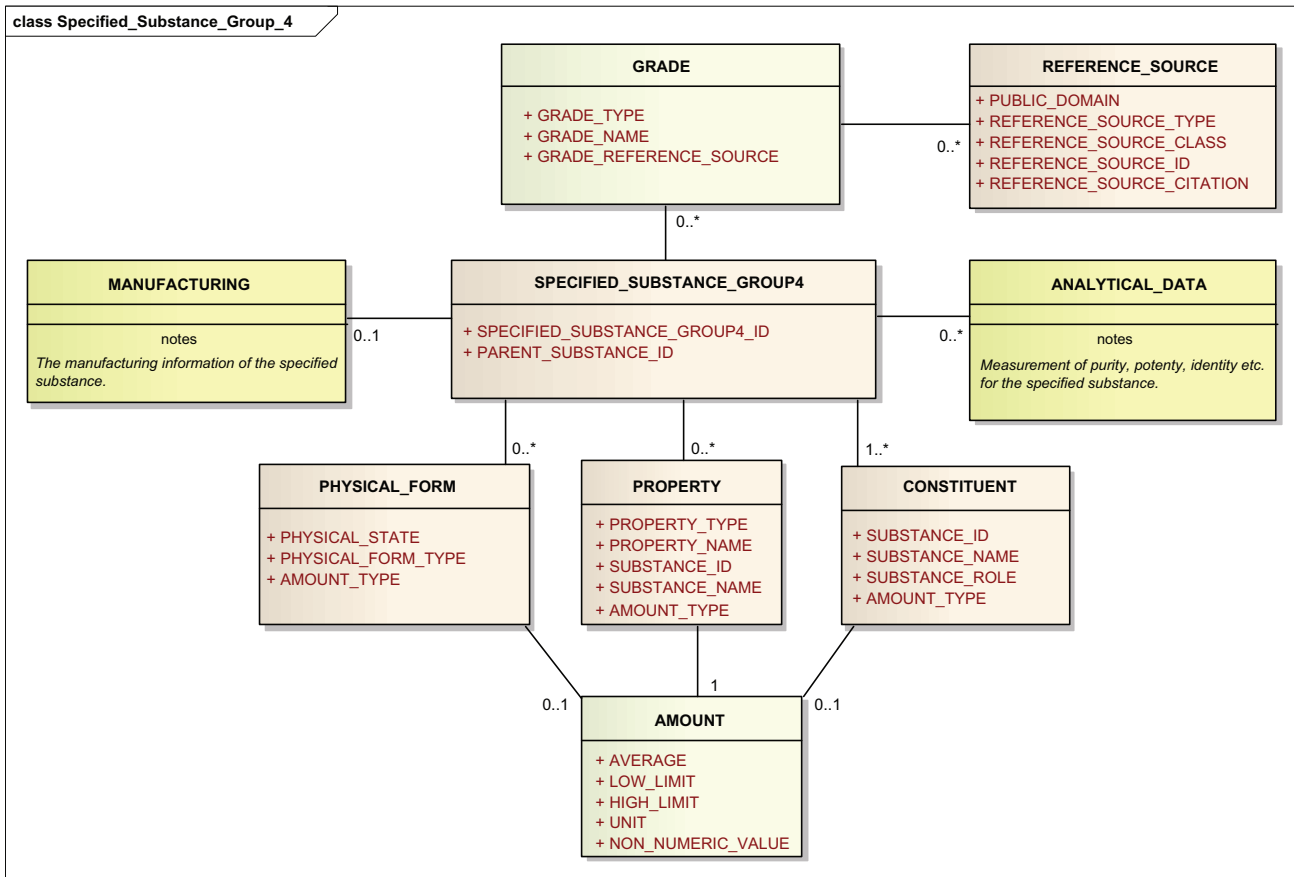 class Specified_Substance_Group_4
GRADE
+ GRADE_TYPE
+ GRADE_NAME
+ GRADE_REFERENCE_SOURCE
REFERENCE_SOURCE
+ PUBLIC_DOMAIN
+ REFERENCE_SOURCE_TYPE
+ REFERENCE_SOURCE_CLASS
+ REFERENCE_SOURCE_ID
+ REFERENCE_SOURCE_CITATION
0..*
0..*
MANUFACTURING
notes
The manufacturing information of the specified
substance.
0..1
SPECIFIED_SUBSTANCE_GROUP4
+ SPECIFIED_SUBSTANCE_GROUP4_ID
+ PARENT_SUBSTANCE_ID
0..*
ANALYTICAL_DATA
notes
Measurement of purity, potenty, identity etc.
for the specified substance.
0..*
0..*
1..*
PHYSICAL_FORM
+ PHYSICAL_STATE
+ PHYSICAL_FORM_TYPE
+ AMOUNT_TYPE
PROPERTY
+ PROPERTY_TYPE
+ PROPERTY_NAME
+ SUBSTANCE_ID
+ SUBSTANCE_NAME
+ AMOUNT_TYPE
CONSTITUENT
+ SUBSTANCE_ID
+ SUBSTANCE_NAME
+ SUBSTANCE_ROLE
+ AMOUNT_TYPE
0..1
1
0..1
AMOUNT
+ AVERAGE
+ LOW_LIMIT
+ HIGH_LIMIT
+ UNIT
+ NON_NUMERIC_VALUE